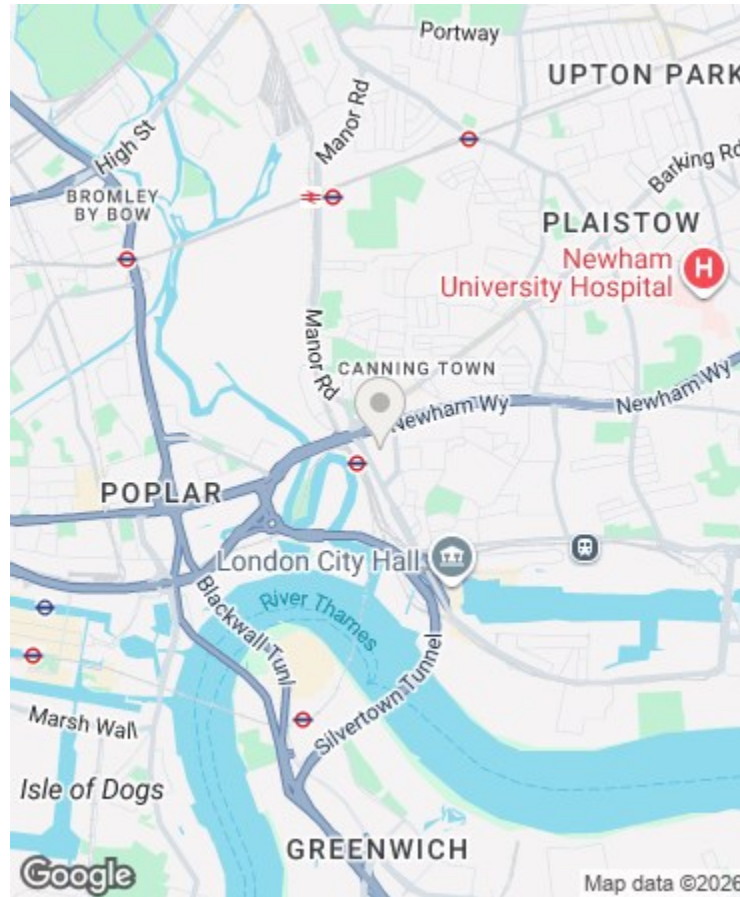 Portway
UPTON PARK
Manor Rd
High St
Barking Rd
BROMLEY
BY BOW
PLAISTOW
Newham
University Hospital
H
Manor Rd
CANNING TOWN
Newham Wy
Newham Wy
POPLAR
London City Hall
River Thames
Blackwall Tunl
Silvertown Tunnel
Marsh Wall
Isle of Dogs
GREENWICH
Google
Map data ©2026